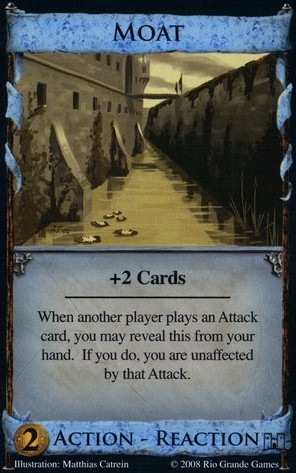 MOAT
+2 Cards
When another player plays an Attack
card, you may reveal this from your
hand.  If you do, you are unaffected
by that Attack.
2 ACTION - REACTION
Illustration: Matthias Catrein © 2008 Rio Grande Games